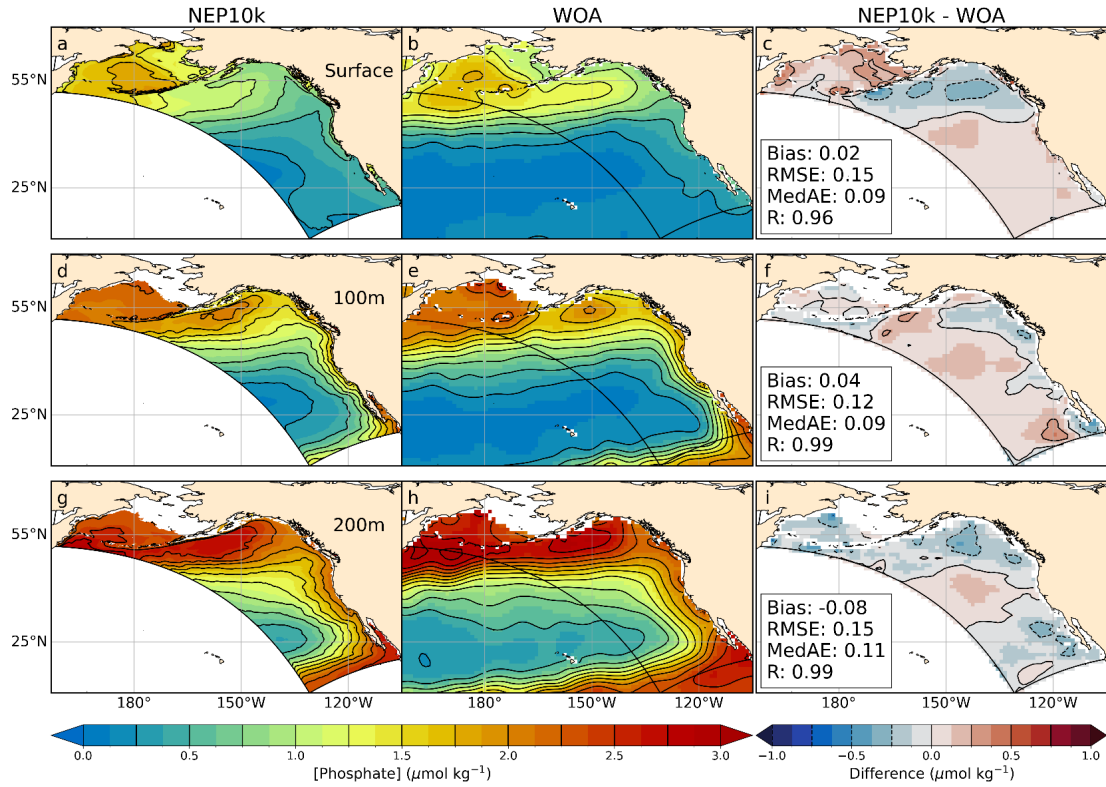 NEP10k WOA NEP10k - WOA
a Surface b c
55°N
25°N
Bias: 0.02
RMSE: 0.15
MedAE: 0.09
R: 0.96
d 100m e f
55°N
25°N
Bias: 0.04
RMSE: 0.12
MedAE: 0.09
R: 0.99
g 200m h i
55°N
25°N
Bias: -0.08
RMSE: 0.15
MedAE: 0.11
R: 0.99
180° 150°W 120°W 180° 150°W 120°W 180° 150°W 120°W
0.0 0.5 1.0 1.5 2.0 2.5 3.0 −1.0 −0.5 0.0 0.5 1.0
[Phosphate] (μmol kg⁻¹) Difference (μmol kg⁻¹)